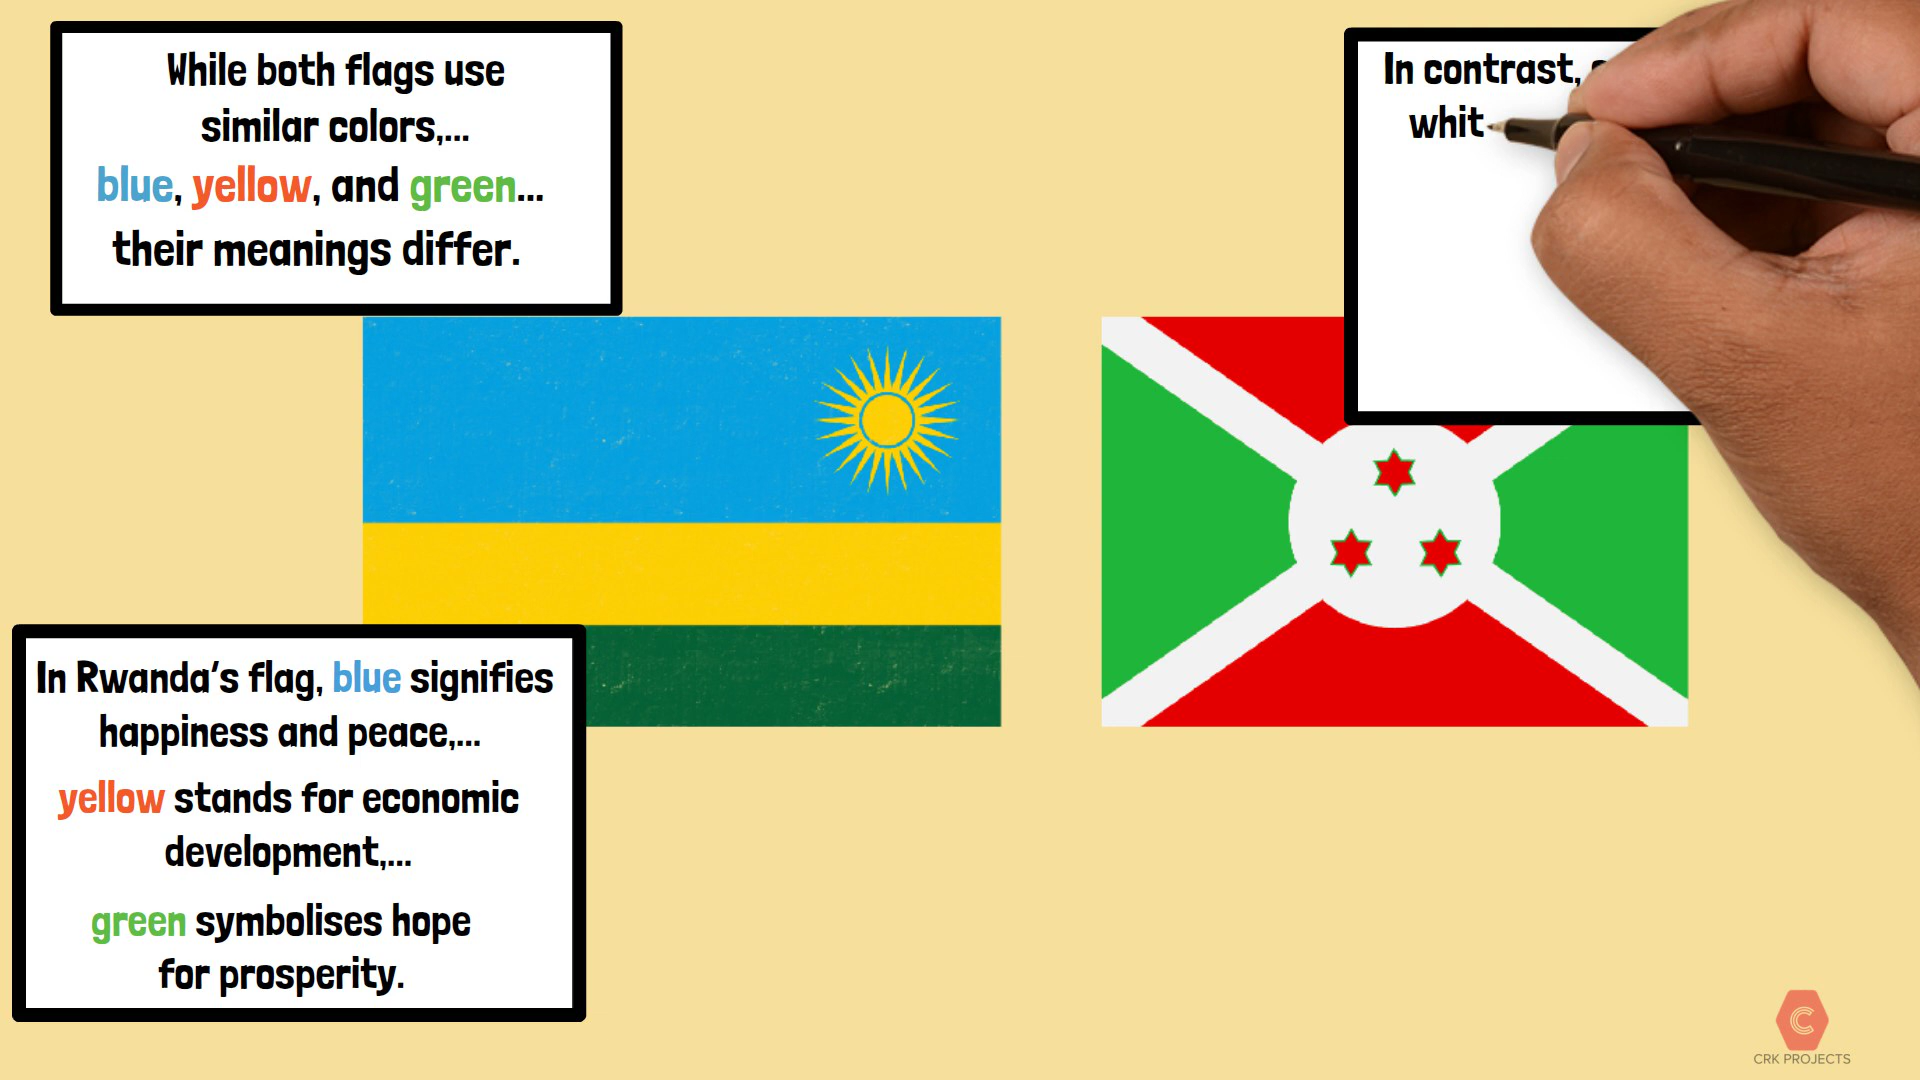 While both flags use
similar colors,...
blue, yellow, and green...
their meanings differ.
In contrast,
whit
In Rwanda's flag, blue signifies
happiness and peace,...
yellow stands for economic
development,...
green symbolises hope
for prosperity.
C
CRK PROJECTS